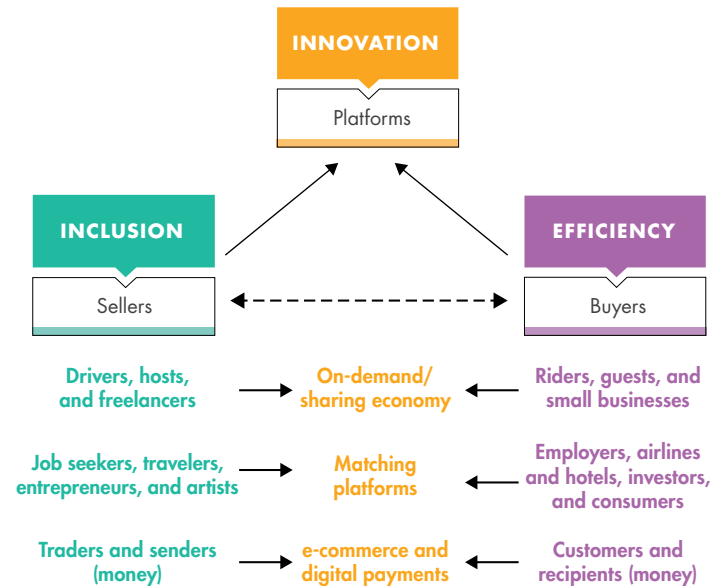 INNOVATION
Platforms
INCLUSION
EFFICIENCY
Sellers
Buyers
Drivers, hosts,
and freelancers
On-demand/
sharing economy
Riders, guests, and
small businesses
Job seekers, travelers,
entrepreneurs, and artists
Matching
platforms
Employers, airlines
and hotels, investors,
and consumers
Traders and senders
(money)
e-commerce and
digital payments
Customers and
recipients (money)